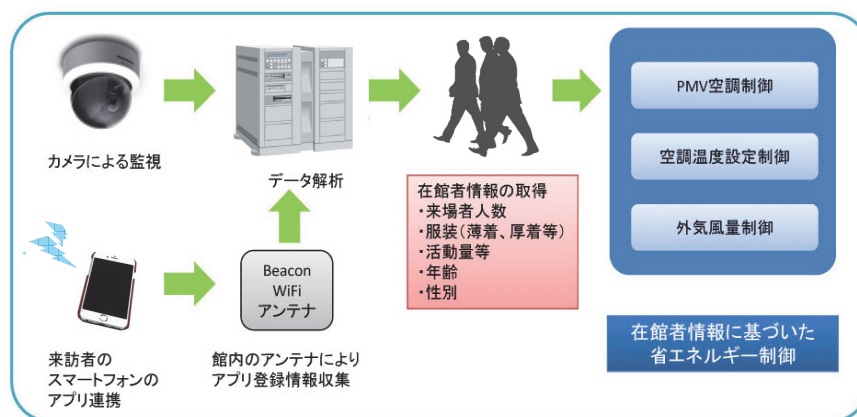 カメラによる監視
データ解析
来訪者の
スマートフォンの
アプリ連携
Beacon
WiFi
アンテナ
館内のアンテナにより
アプリ登録情報収集
在館者情報の取得
・来場者人数
・服装（薄着、厚着等）
・活動量等
・年齢
・性別
PMV空調制御
空調温度設定制御
外気風量制御
在館者情報に基づいた
省エネルギー制御